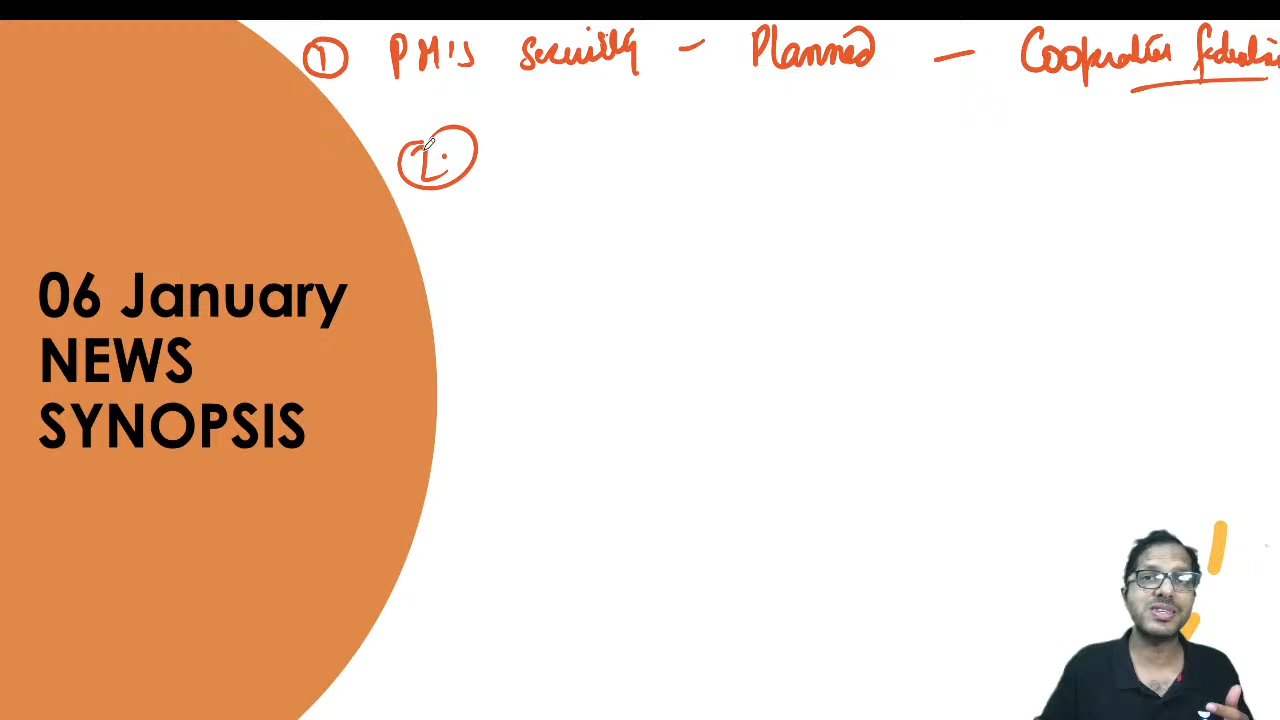 ① PM's security - Planned - Cooperative federalism
2.
06 January
NEWS
SYNOPSIS